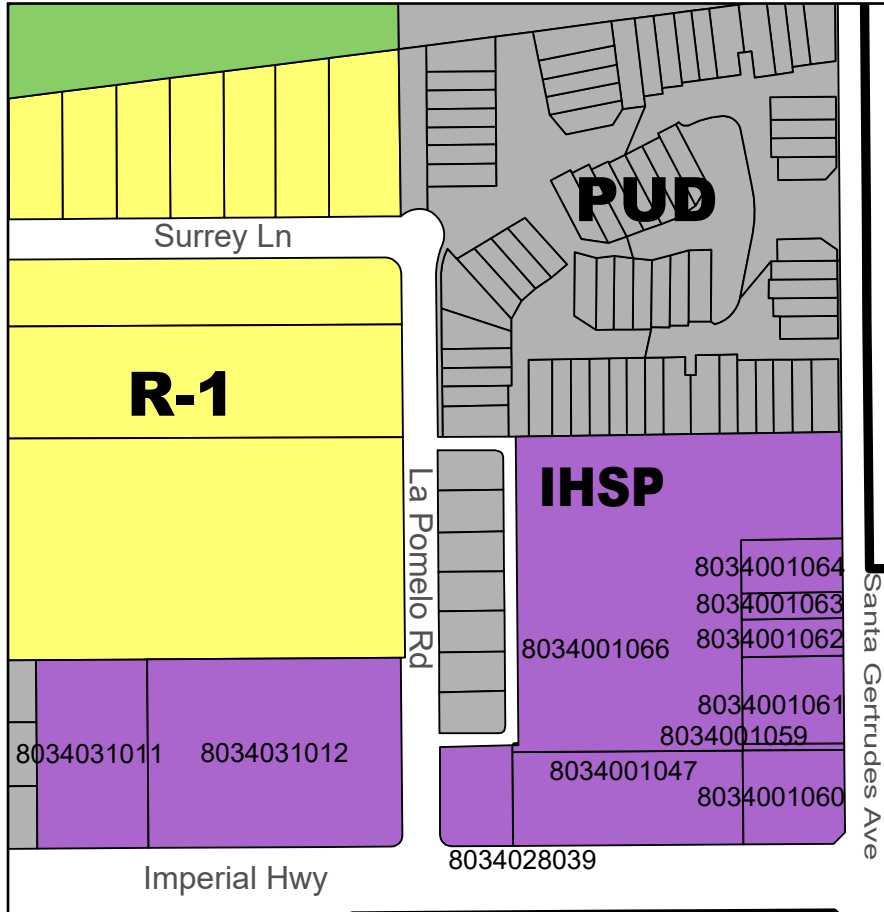 PUD
Surrey Ln
R-1
IHSP
La Pomelo Rd
8034001064
8034001063
8034001062
8034001066
8034001061
8034001059
8034031011
8034031012
8034001047
8034001060
Santa Gertrudes Ave
8034028039
Imperial Hwy